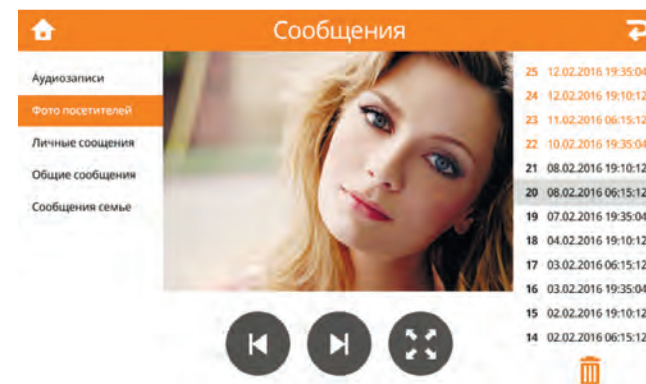 Сообщения
Аудиозаписи
Фото посетителей
Личные соощения
Общие сообщения
Сообщения семье
25 12.02.2016 19:35:04
24 12.02.2016 19:10:12
23 11.02.2016 06:15:12
22 10.02.2016 19:35:04
21 08.02.2016 19:10:12
20 08.02.2016 06:15:12
19 07.02.2016 19:35:04
18 04.02.2016 19:10:12
17 03.02.2016 06:15:12
16 03.02.2016 19:35:04
15 02.02.2016 19:10:12
14 02.02.2016 06:15:12